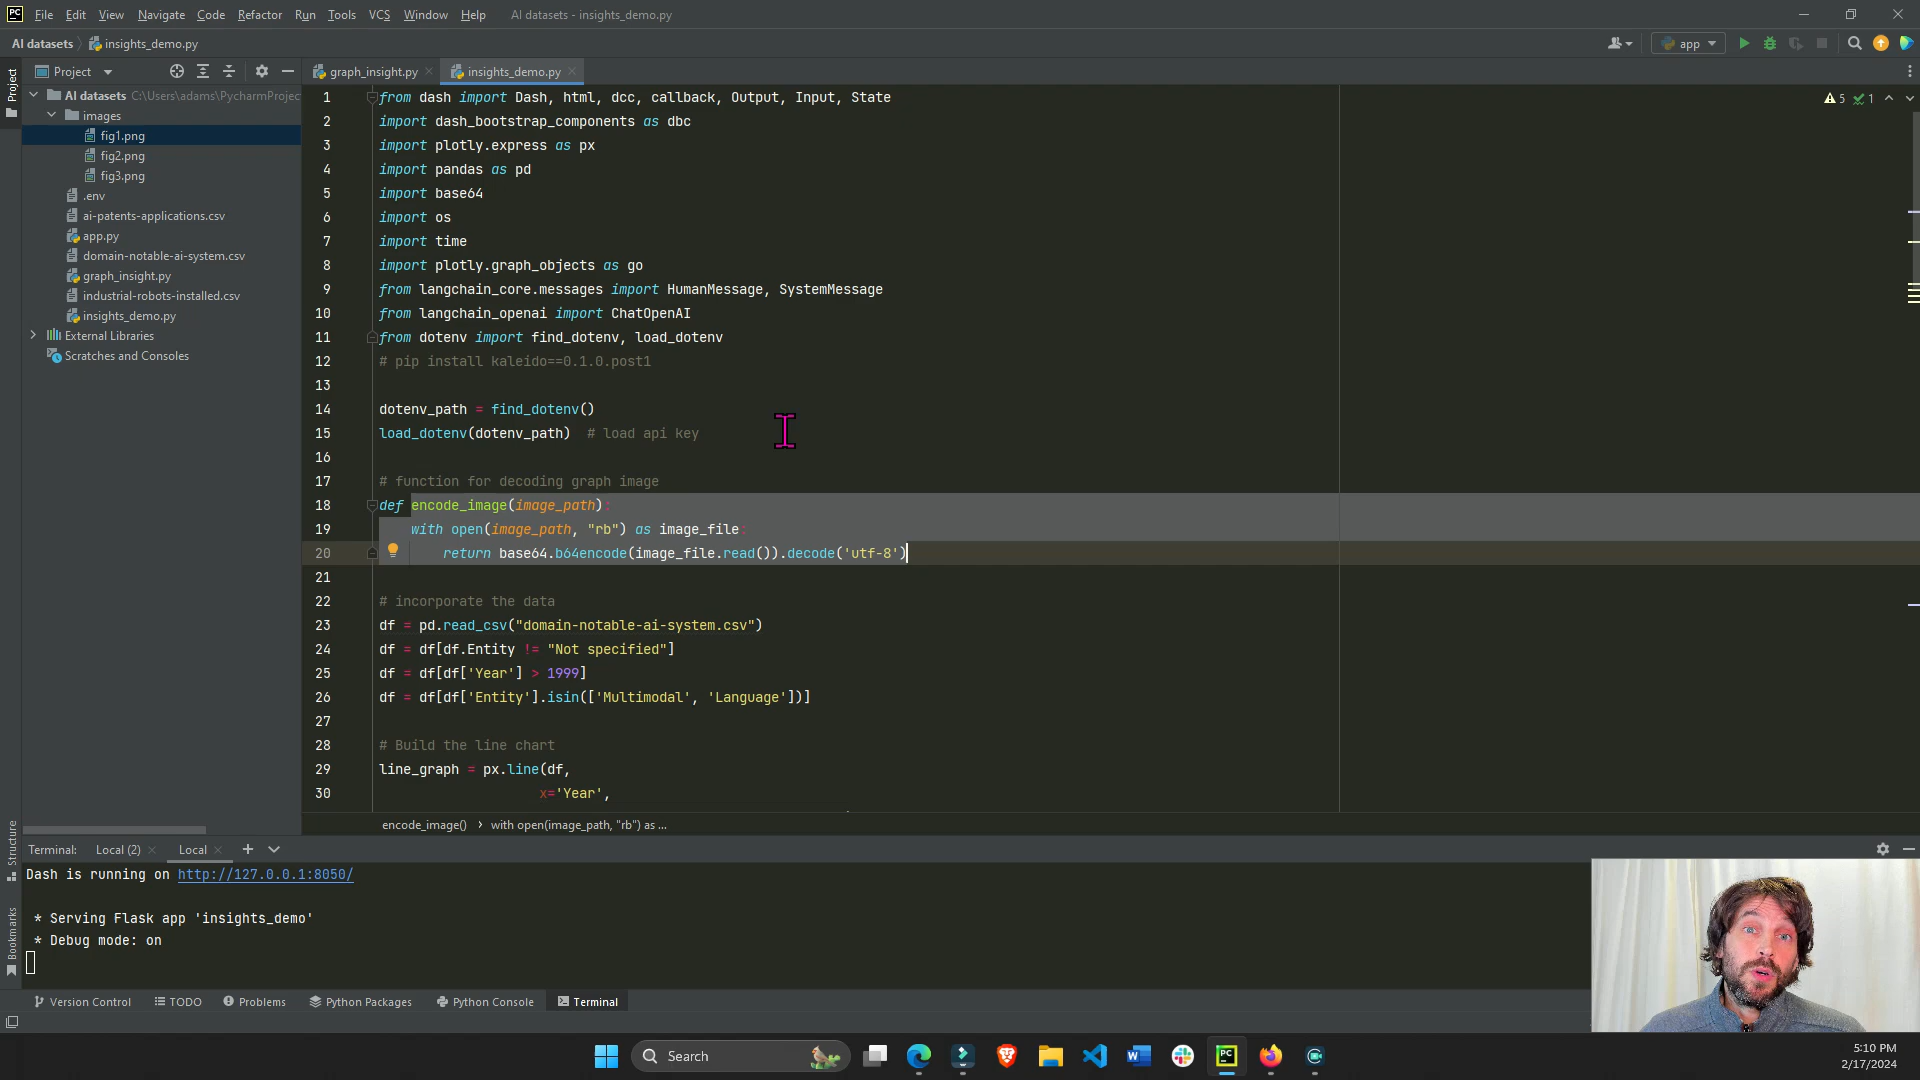 PC File Edit View Navigate Code Refactor Run Tools VCS Window Help AI datasets - insights_demo.py
AI datasets insights_demo.py app
Project graph_insight.py insights_demo.py
Project
AI datasets C:\Users\adams\PycharmProjec
images
fig1.png
fig2.png
fig3.png
.env
ai-patents-applications.csv
app.py
domain-notable-ai-system.csv
graph_insight.py
industrial-robots-installed.csv
insights_demo.py
External Libraries
Scratches and Consoles
5 1
1 from dash import Dash, html, dcc, callback, Output, Input, State
2 import dash_bootstrap_components as dbc
3 import plotly.express as px
4 import pandas as pd
5 import base64
6 import os
7 import time
8 import plotly.graph_objects as go
9 from langchain_core.messages import HumanMessage, SystemMessage
10 from langchain_openai import ChatOpenAI
11 from dotenv import find_dotenv, load_dotenv
12 # pip install kaleido==0.1.0.post1
13
14 dotenv_path = find_dotenv()
15 load_dotenv(dotenv_path)  # load api key
16
17 # function for decoding graph image
18 def encode_image(image_path):
19 with open(image_path, "rb") as image_file:
20 return base64.b64encode(image_file.read()).decode('utf-8')
21
22 # incorporate the data
23 df = pd.read_csv("domain-notable-ai-system.csv")
24 df = df[df.Entity != "Not specified"]
25 df = df[df['Year'] > 1999]
26 df = df[df['Entity'].isin(['Multimodal', 'Language'])]
27
28 # Build the line chart
29 line_graph = px.line(df,
30 x='Year',
encode_image() with open(image_path, "rb") as ...
Structure
Bookmarks
Terminal: Local (2) Local
Dash is running on http://127.0.0.1:8050/
* Serving Flask app 'insights_demo'
* Debug mode: on
Version Control TODO Problems Python Packages Python Console Terminal
Search
PC
5:10 PM
2/17/2024